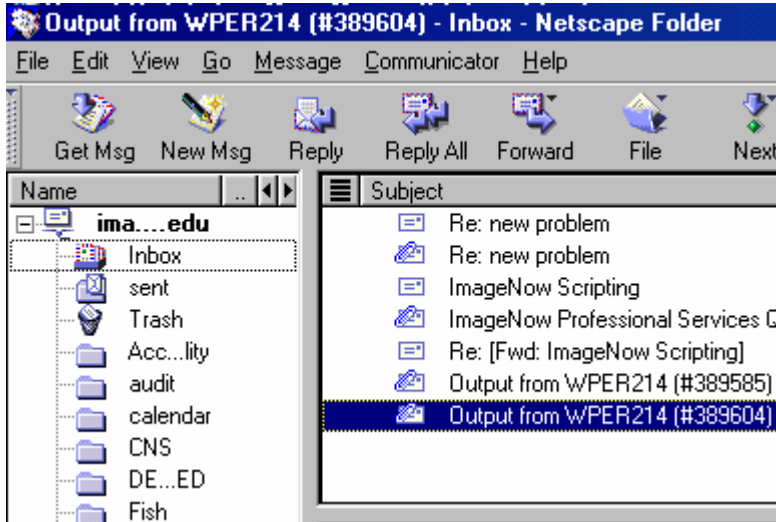 Output from WPER214 (#389604) - Inbox - Netscape Folder
File Edit View Go Message Communicator Help
Get Msg New Msg Reply Reply All Forward File Next
Name .. Subject
ima....edu
Inbox
sent
Trash
Acc...lity
audit
calendar
CNS
DE...ED
Fish
Re: new problem
Re: new problem
ImageNow Scripting
ImageNow Professional Services Q
Re: [Fwd: ImageNow Scripting]
Output from WPER214 (#389585)
Output from WPER214 (#389604)